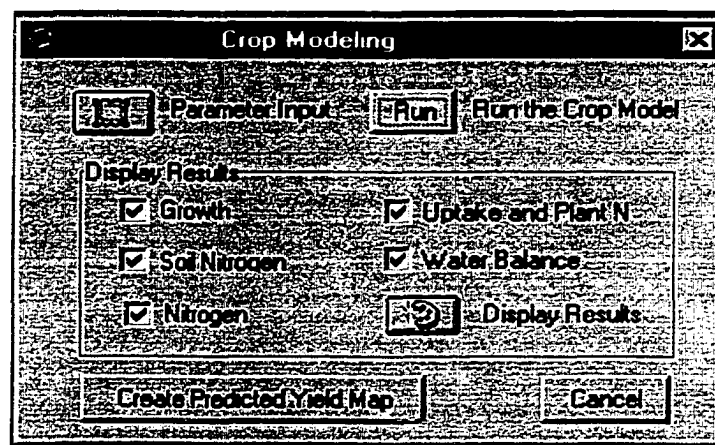 Crop Modeling
Parameter Input
Run
Run the Crop Model
Display Results
Growth
Uptake and Plant N
Soil Nitrogen
Water Balance
Nitrogen
Display Results
Create Predicted Yield Map
Cancel